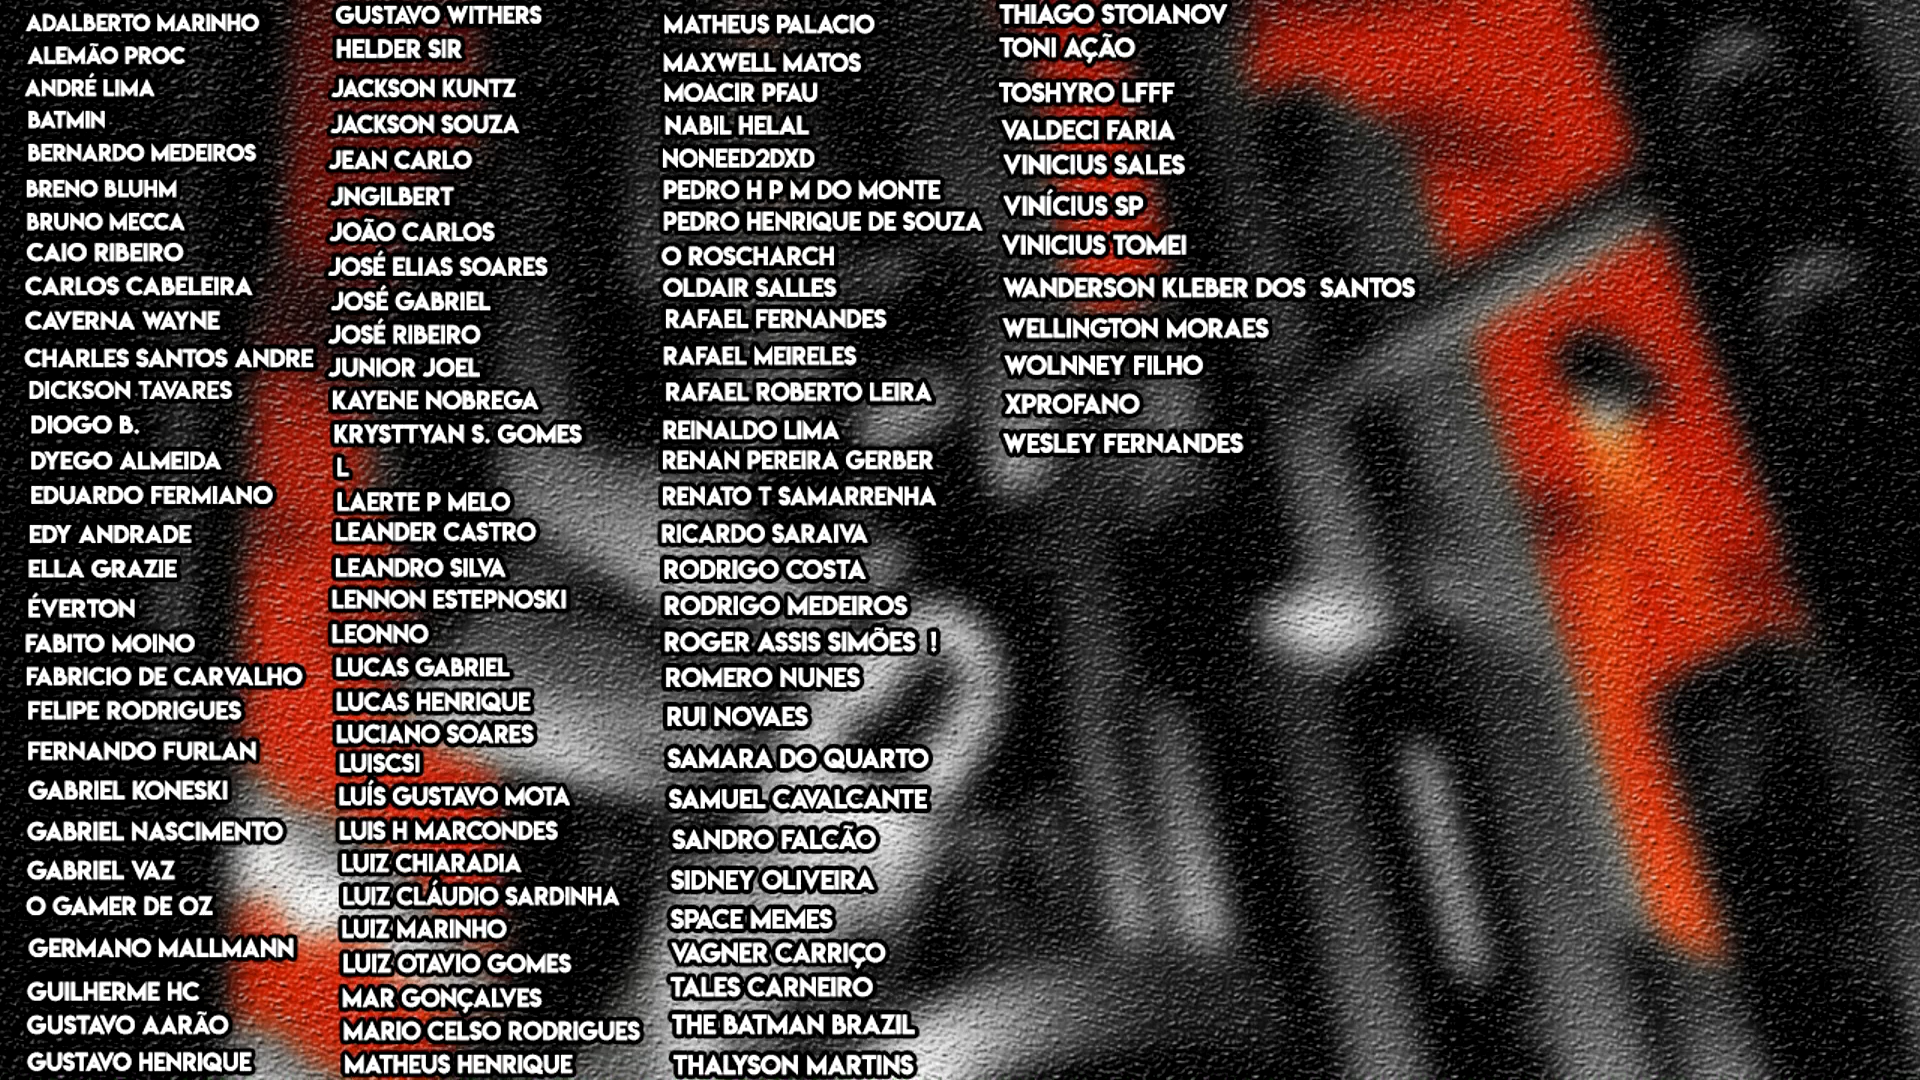 ADALBERTO MARINHO
ALEMÃO PROC
ANDRÉ LIMA
BATMIN
BERNARDO MEDEIROS
BRENO BLUHM
BRUNO MECCA
CAIO RIBEIRO
CARLOS CABELEIRA
CAVERNA WAYNE
CHARLES SANTOS ANDRE
DICKSON TAVARES
DIOGO B.
DYEGO ALMEIDA
EDUARDO FERMIANO
EDY ANDRADE
ELLA GRAZIE
ÉVERTON
FABITO MOINO
FABRICIO DE CARVALHO
FELIPE RODRIGUES
FERNANDO FURLAN
GABRIEL KONESKI
GABRIEL NASCIMENTO
GABRIEL VAZ
O GAMER DE OZ
GERMANO MALLMANN
GUILHERME HC
GUSTAVO AARÃO
GUSTAVO HENRIQUE
GUSTAVO WITHERS
HELDER SIR
JACKSON KUNTZ
JACKSON SOUZA
JEAN CARLO
JNGILBERT
JOÃO CARLOS
JOSÉ ELIAS SOARES
JOSÉ GABRIEL
JOSÉ RIBEIRO
JUNIOR JOEL
KAYENE NOBREGA
KRYSTTYAN S. GOMES
L
LAERTE P MELO
LEANDER CASTRO
LEANDRO SILVA
LENNON ESTEPNOSKI
LEONNO
LUCAS GABRIEL
LUCAS HENRIQUE
LUCIANO SOARES
LUISCSI
LUÍS GUSTAVO MOTA
LUIS H MARCONDES
LUIZ CHIARADIA
LUIZ CLÁUDIO SARDINHA
LUIZ MARINHO
LUIZ OTAVIO GOMES
MAR GONÇALVES
MARIO CELSO RODRIGUES
MATHEUS HENRIQUE
MATHEUS PALACIO
MAXWELL MATOS
MOACIR PFAU
NABIL HELAL
NONEED2DXD
PEDRO H P M DO MONTE
PEDRO HENRIQUE DE SOUZA
O ROSCHARCH
OLDAIR SALLES
RAFAEL FERNANDES
RAFAEL MEIRELES
RAFAEL ROBERTO LEIRA
REINALDO LIMA
RENAN PEREIRA GERBER
RENATO T SAMARRENHA
RICARDO SARAIVA
RODRIGO COSTA
RODRIGO MEDEIROS
ROGER ASSIS SIMÕES !
ROMERO NUNES
RUI NOVAES
SAMARA DO QUARTO
SAMUEL CAVALCANTE
SANDRO FALCÃO
SIDNEY OLIVEIRA
SPACE MEMES
VAGNER CARRIÇO
TALES CARNEIRO
THE BATMAN BRAZIL
THALYSON MARTINS
THIAGO STOIANOV
TONI AÇÃO
TOSHYRO LFFF
VALDECI FARIA
VINICIUS SALES
VINÍCIUS SP
VINICIUS TOMEI
WANDERSON KLEBER DOS SANTOS
WELLINGTON MORAES
WOLNNEY FILHO
XPROFANO
WESLEY FERNANDES